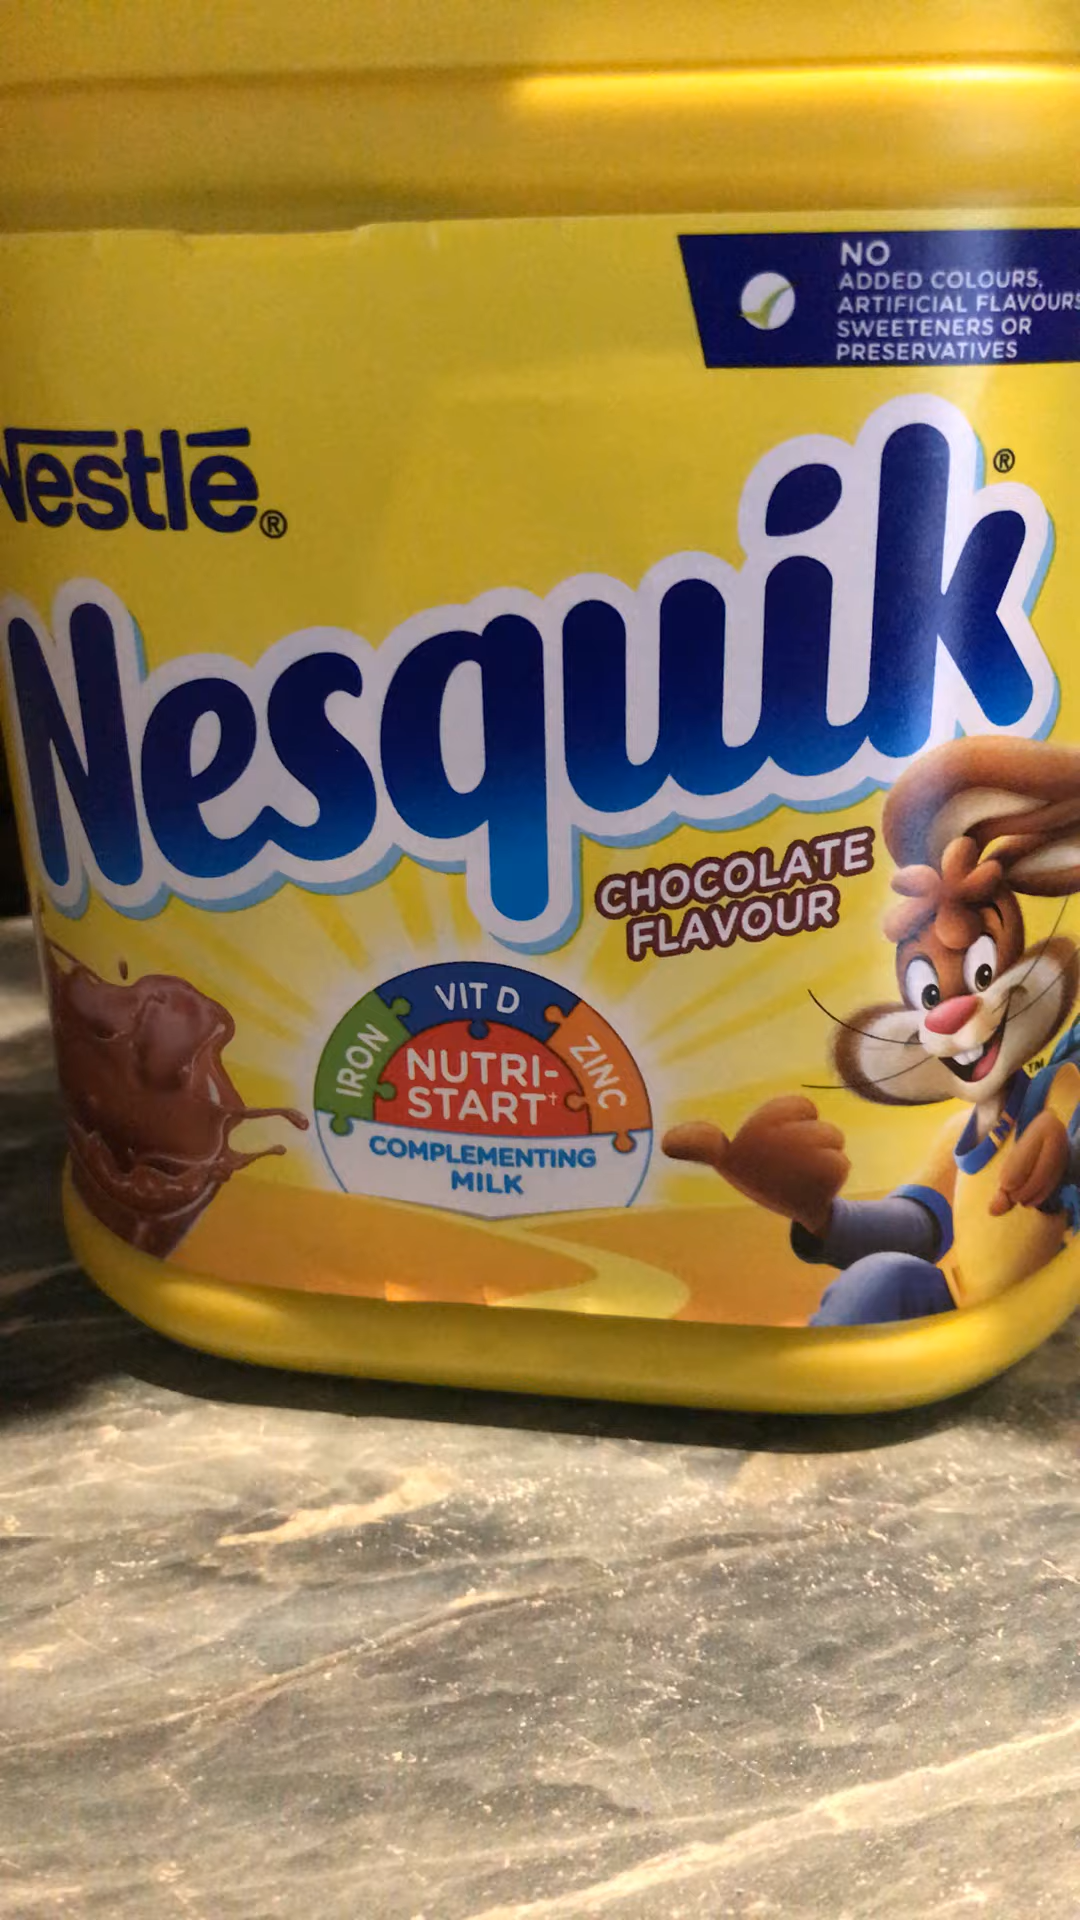 NO
ADDED COLOURS,
ARTIFICIAL FLAVOURS
SWEETENERS OR
PRESERVATIVES
Nestlé®
Nesquik®
CHOCOLATE
FLAVOUR
VIT D
IRON
ZINC
NUTRI-
START†
COMPLEMENTING
MILK
TM